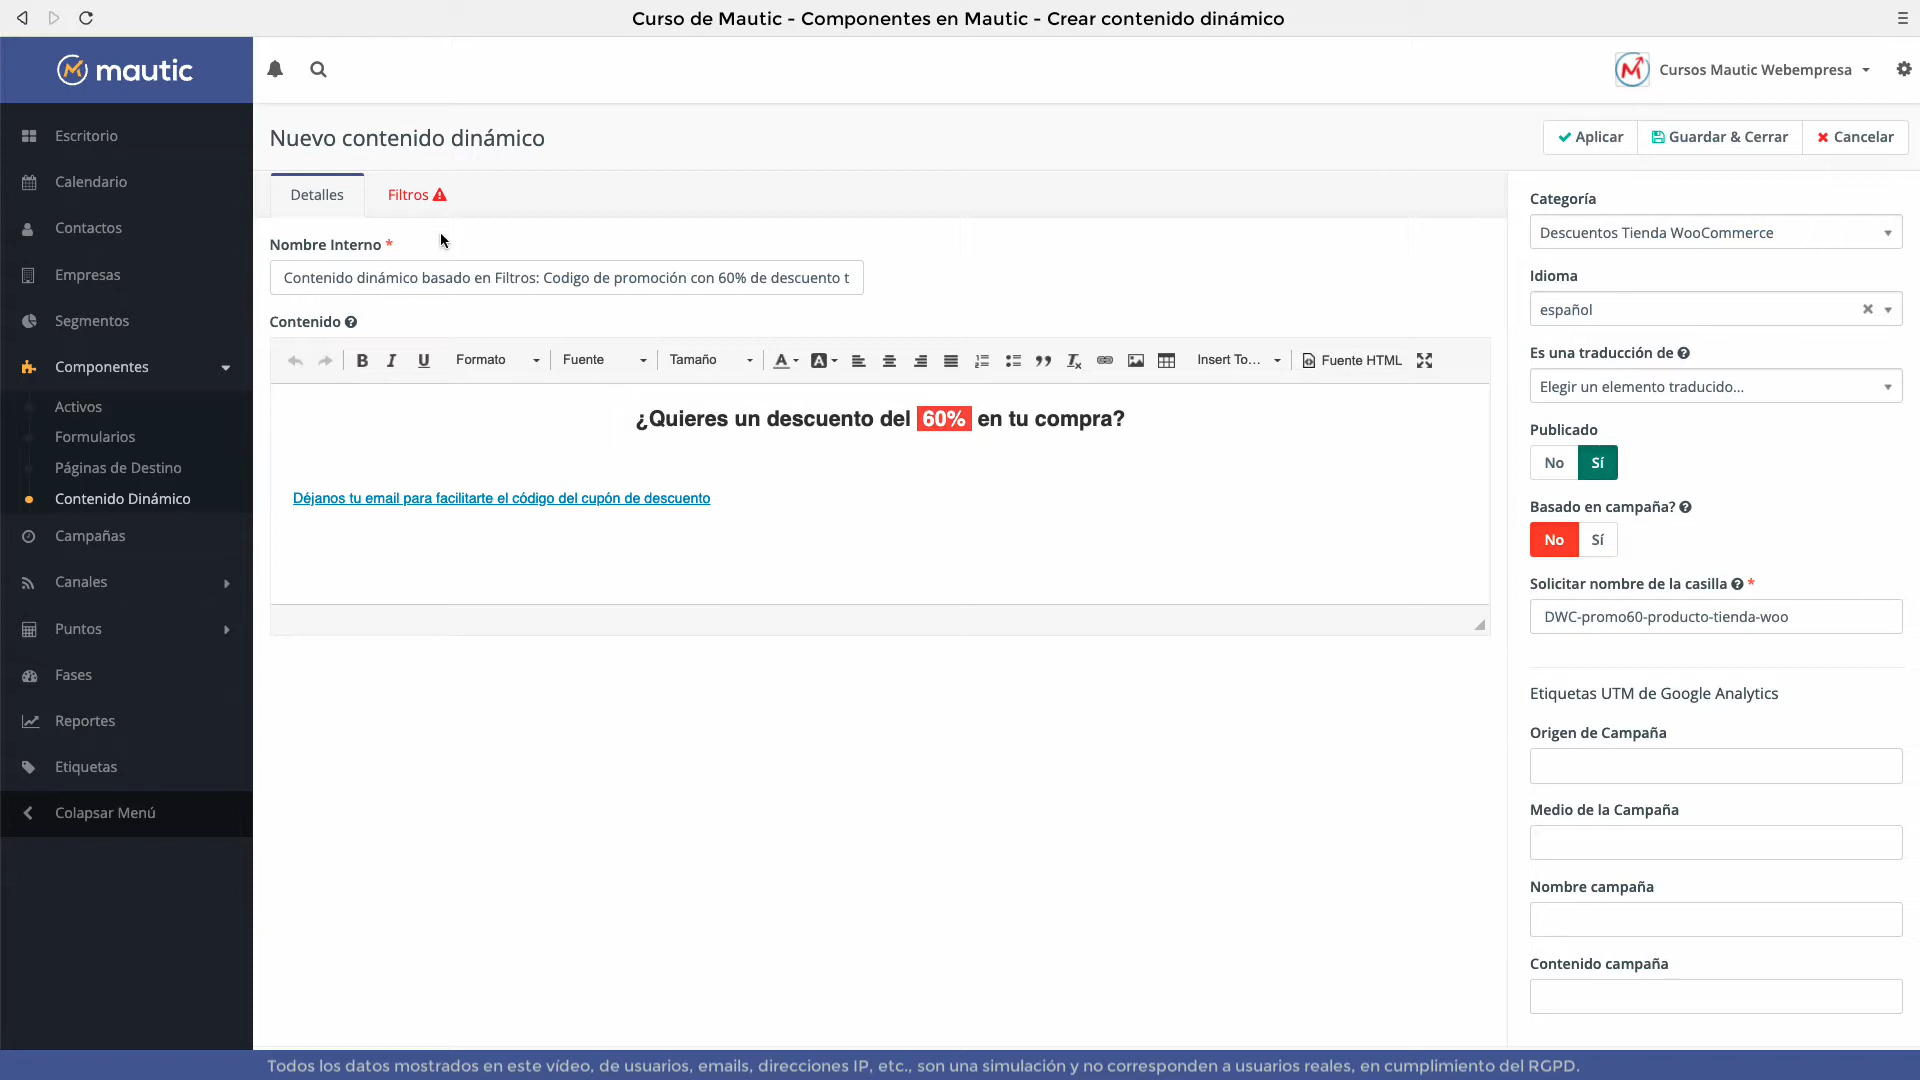 Curso de Mautic - Componentes en Mautic - Crear contenido dinámico
mautic
Cursos Mautic Webempresa
Escritorio
Calendario
Contactos
Empresas
Segmentos
Componentes
Activos
Formularios
Páginas de Destino
Contenido Dinámico
Campañas
Canales
Puntos
Fases
Reportes
Etiquetas
Colapsar Menú
Nuevo contenido dinámico
Aplicar
Guardar & Cerrar
Cancelar
Detalles
Filtros
Nombre Interno *
Contenido dinámico basado en Filtros: Codigo de promoción con 60% de descuento t
Contenido
Formato
Fuente
Tamaño
Insert To...
Fuente HTML
¿Quieres un descuento del 60% en tu compra?
Déjanos tu email para facilitarte el código del cupón de descuento
Categoría
Descuentos Tienda WooCommerce
Idioma
español
Es una traducción de
Elegir un elemento traducido...
Publicado
No Sí
Basado en campaña?
No Sí
Solicitar nombre de la casilla *
DWC-promo60-producto-tienda-woo
Etiquetas UTM de Google Analytics
Origen de Campaña
Medio de la Campaña
Nombre campaña
Contenido campaña
Todos los datos mostrados en este vídeo, de usuarios, emails, direcciones IP, etc., son una simulación y no corresponden a usuarios reales, en cumplimiento del RGPD.